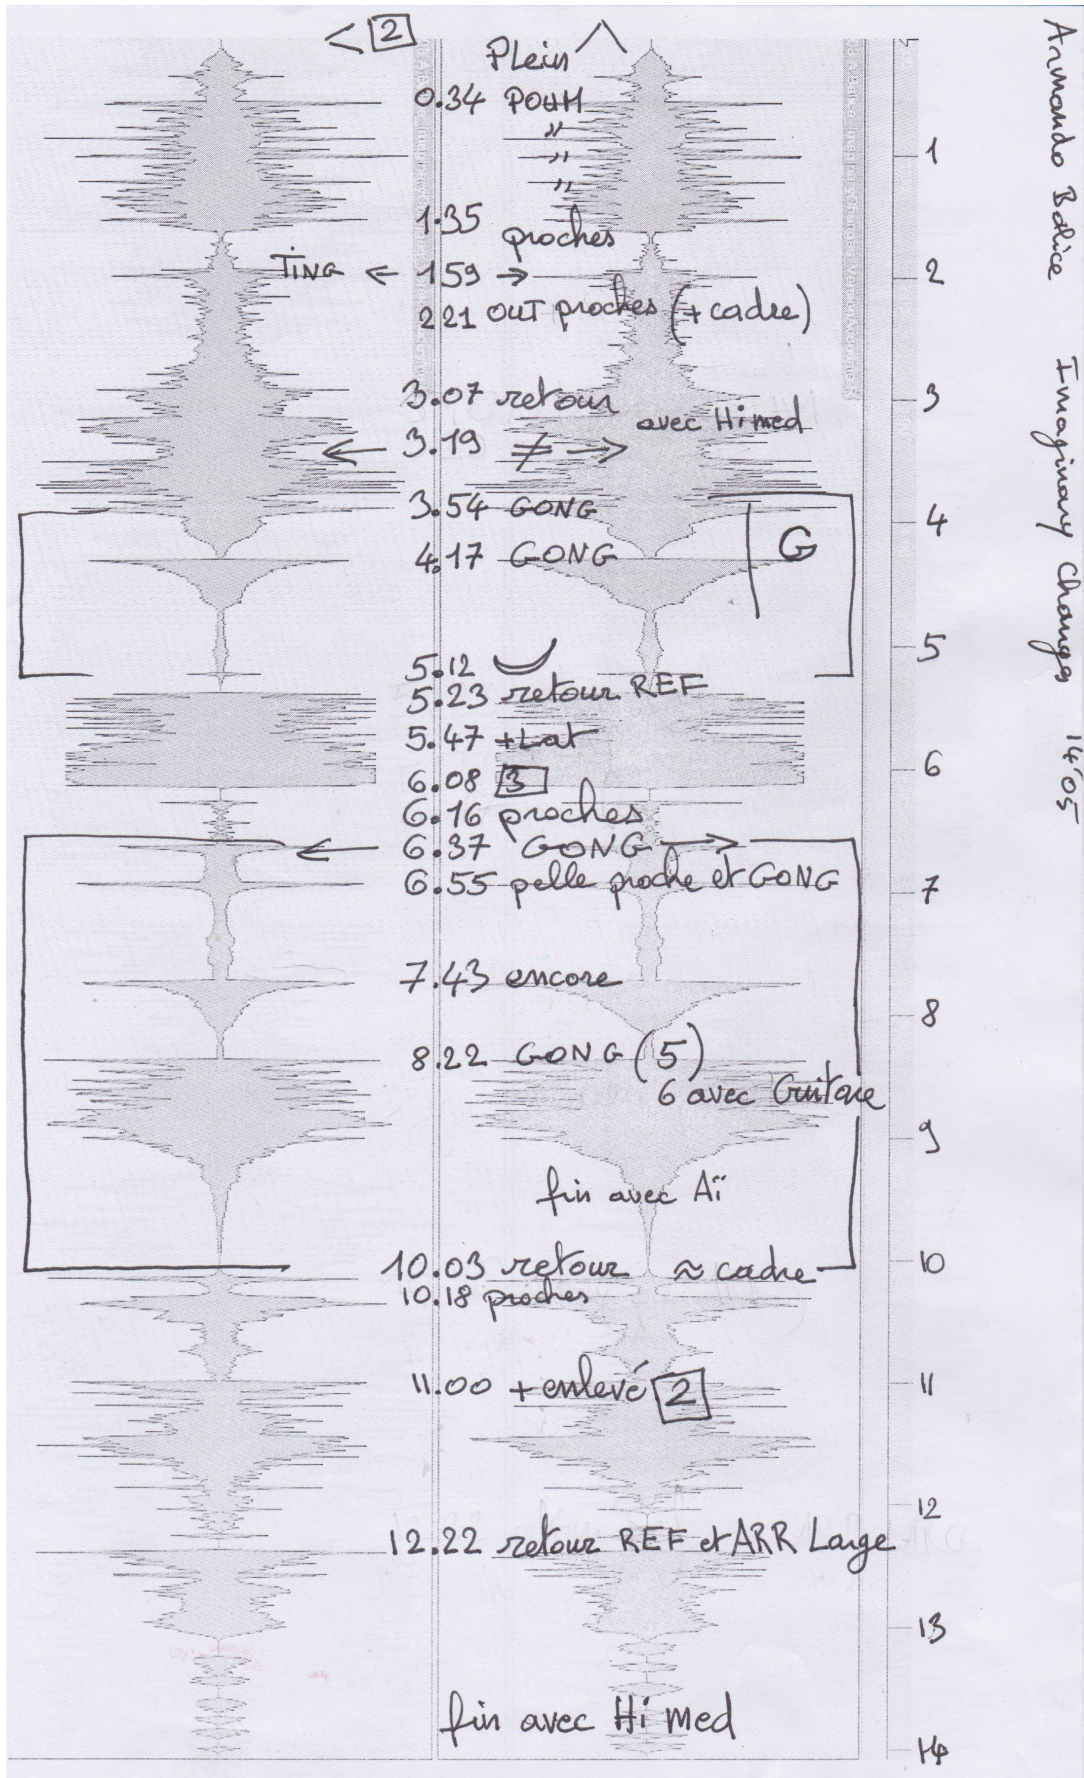 < 2
Plein
0.34 POUM
"
"
"
1.35 proches
TING ← 1 59 →
2 21 OUT proches (+ cadre)
3.07 retour
avec Hi med
← 3.19 ≠ →
3.54 GONG
4.17 GONG
G
5.12
5.23 retour REF
5.47 + Lat
6.08 3
6.16 proches
← 6.37 GONG →
6.55 pelle proche et GONG
7.43 encore
8.22 GONG (5)
6 avec Guitare
fin avec Aï
10.03 retour ≈ cadre
10.18 proches
11.00 + enlevé 2
12.22 retour REF et ARR Large
fin avec Hi med
1
2
3
4
5
6
7
8
9
10
11
12
13
14
Armando Balice Imaginary Changes 14'05